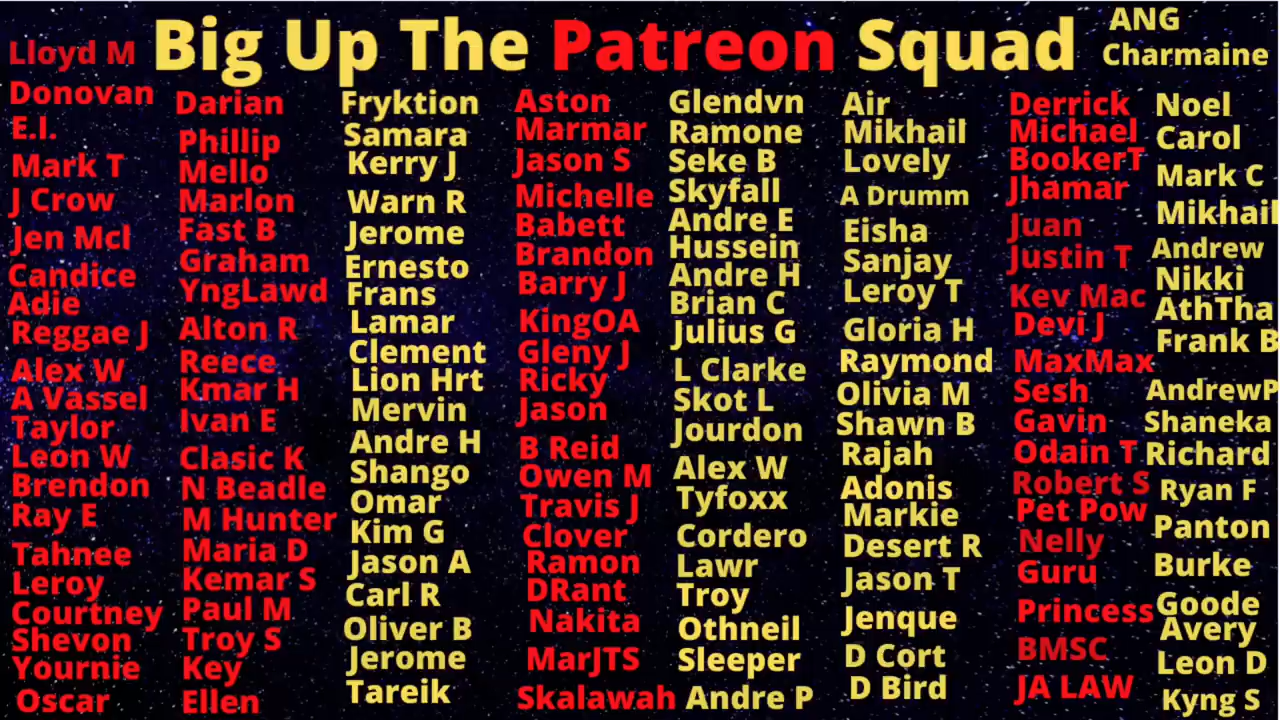 Big Up The Patreon Squad
Lloyd M
Donovan
E.I.
Mark T
J Crow
Jen Mcl
Candice
Adie
Reggae J
Alex W
A Vassel
Taylor
Leon W
Brendon
Ray E
Tahnee
Leroy
Courtney
Shevon
Yournie
Oscar
Darian
Phillip
Mello
Marlon
Fast B
Graham
YngLawd
Alton R
Reece
Kmar H
Ivan E
Clasic K
N Beadle
M Hunter
Maria D
Kemar S
Paul M
Troy S
Key
Ellen
Fryktion
Samara
Kerry J
Warn R
Jerome
Ernesto
Frans
Lamar
Clement
Lion Hrt
Mervin
Andre H
Shango
Omar
Kim G
Jason A
Carl R
Oliver B
Jerome
Tareik
Aston
Marmar
Jason S
Michelle
Babett
Brandon
Barry J
KingOA
Gleny J
Ricky
Jason
B Reid
Owen M
Travis J
Clover
Ramon
DRant
Nakita
MarJTS
Skalawah
Glendvn
Ramone
Seke B
Skyfall
Andre E
Hussein
Andre H
Brian C
Julius G
L Clarke
Skot L
Jourdon
Alex W
Tyfoxx
Cordero
Lawr
Troy
Othneil
Sleeper
Andre P
Air
Mikhail
Lovely
A Drumm
Eisha
Sanjay
Leroy T
Gloria H
Raymond
Olivia M
Shawn B
Rajah
Adonis
Markie
Desert R
Jason T
Jenque
D Cort
D Bird
Derrick
Michael
BookerT
Jhamar
Juan
Justin T
Kev Mac
Devi J
MaxMax
Sesh
Gavin
Odain T
Robert S
Pet Pow
Nelly
Guru
Princess
BMSC
JA LAW
ANG
Charmaine
Noel
Carol
Mark C
Mikhail
Andrew
Nikki
AthTha
Frank B
AndrewP
Shaneka
Richard
Ryan F
Panton
Burke
Goode
Avery
Leon D
Kyng S